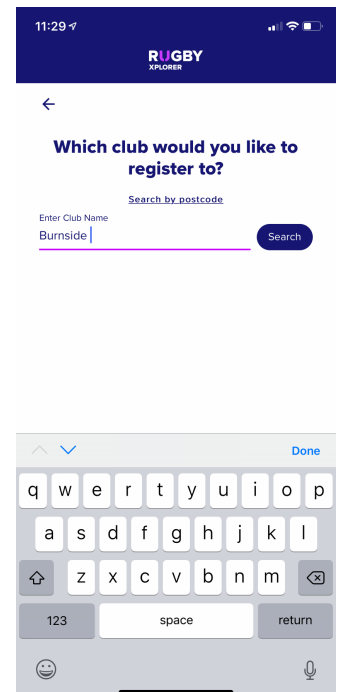 11:29
RUGBY
XPLORER
Which club would you like to
register to?
Search by postcode
Enter Club Name
Burnside
Search
Done
q w e r t y u i o p
a s d f g h j k l
z x c v b n m
123 space return